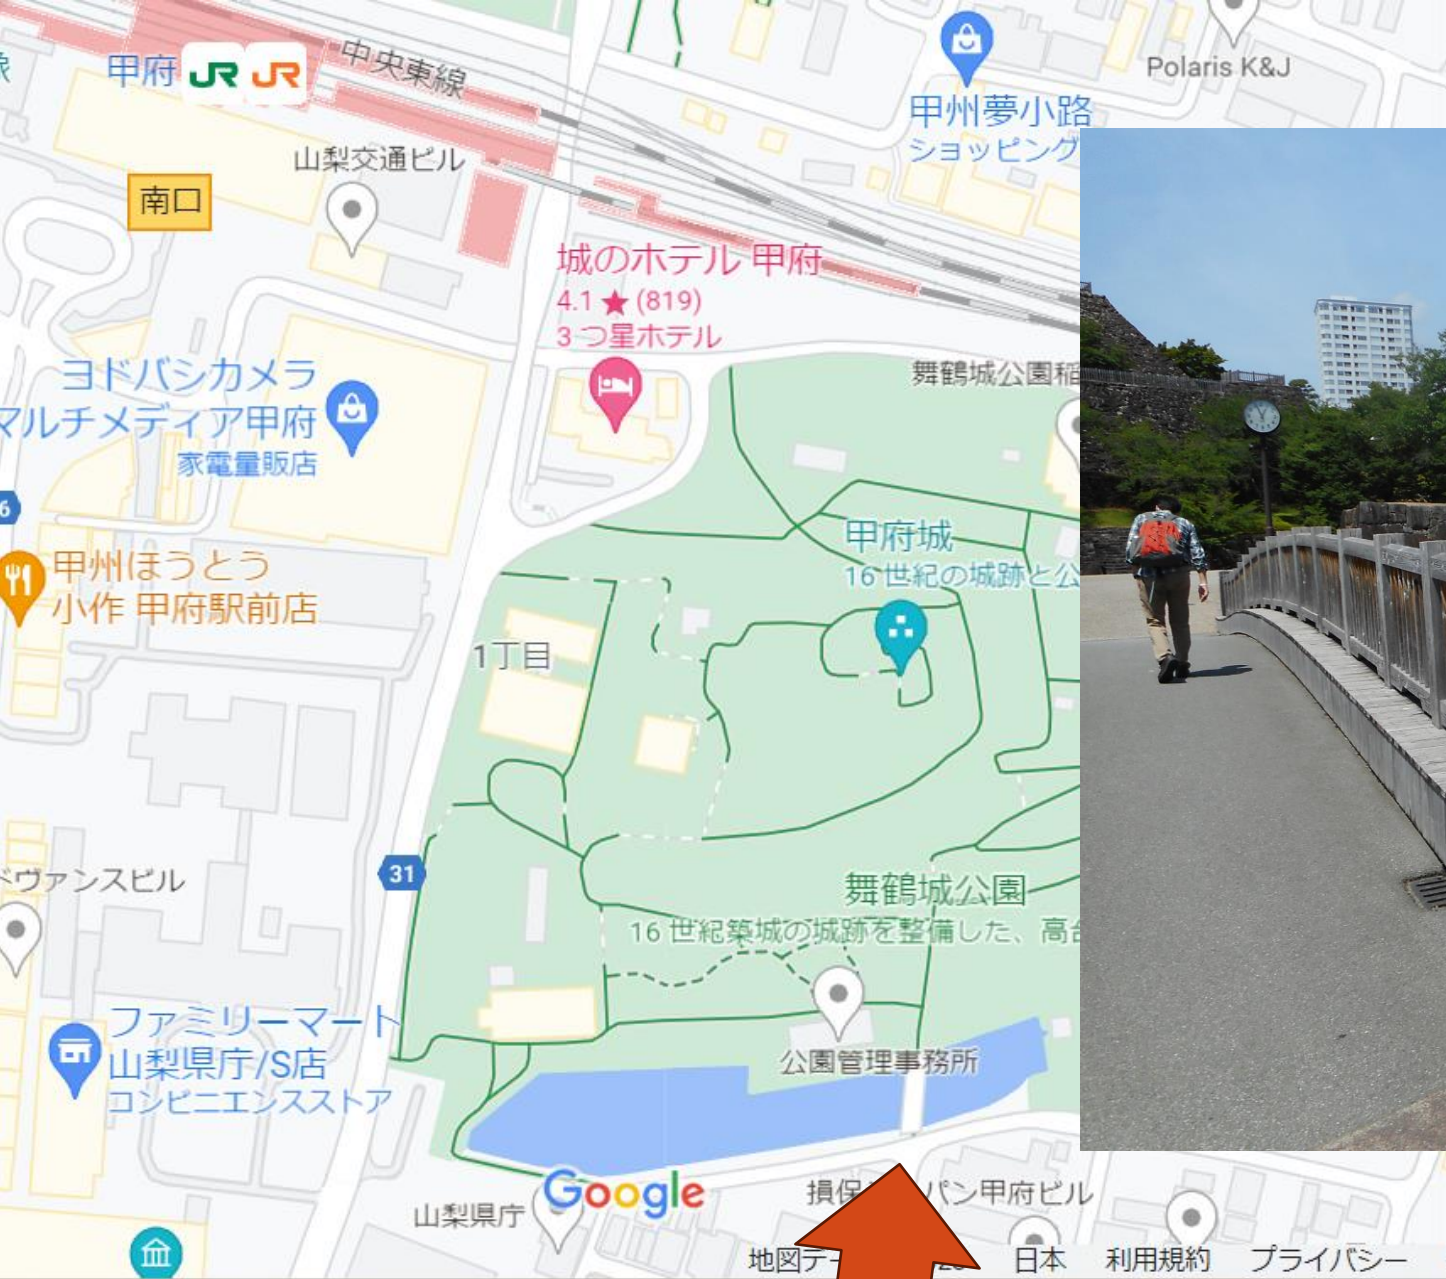 甲府 JR JR
中央東線
Polaris K&J
甲州夢小路
ショッピング
山梨交通ビル
南口
城のホテル 甲府
4.1 ★ (819)
3 つ星ホテル
舞鶴城公園稲
ヨドバシカメラ
マルチメディア甲府
家電量販店
6
甲州ほうとう
小作 甲府駅前店
甲府城
16 世紀の城跡と公
1丁目
31
ドヴァンスビル
舞鶴城公園
16 世紀築城の城跡を整備した、高台
公園管理事務所
ファミリーマート
山梨県庁/S店
コンビニエンスストア
Google
山梨県庁
損保 パン甲府ビル
地図デー
日本
利用規約
プライバシー